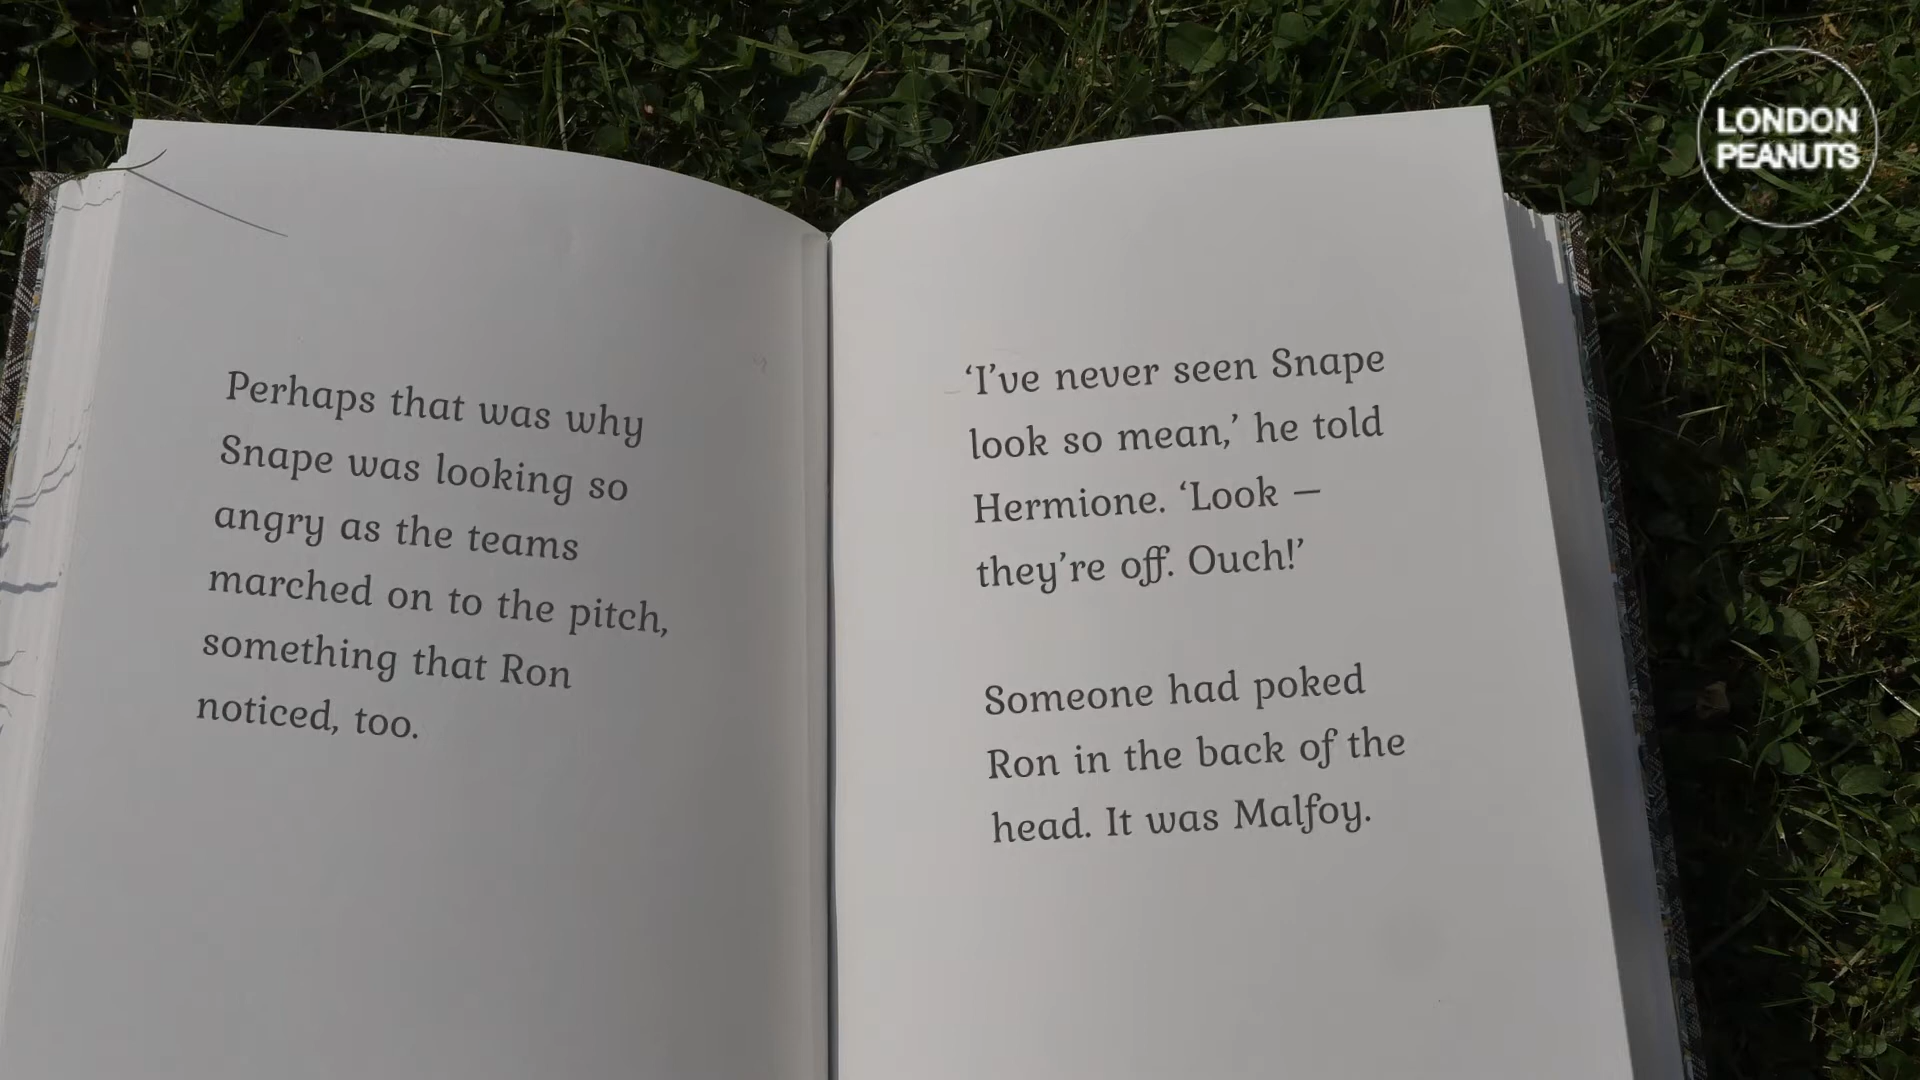 Perhaps that was why
Snape was looking so
angry as the teams
marched on to the pitch,
something that Ron
noticed, too.
‘I’ve never seen Snape
look so mean,’ he told
Hermione. ‘Look –
they’re off. Ouch!’
Someone had poked
Ron in the back of the
head. It was Malfoy.
LONDON
PEANUTS